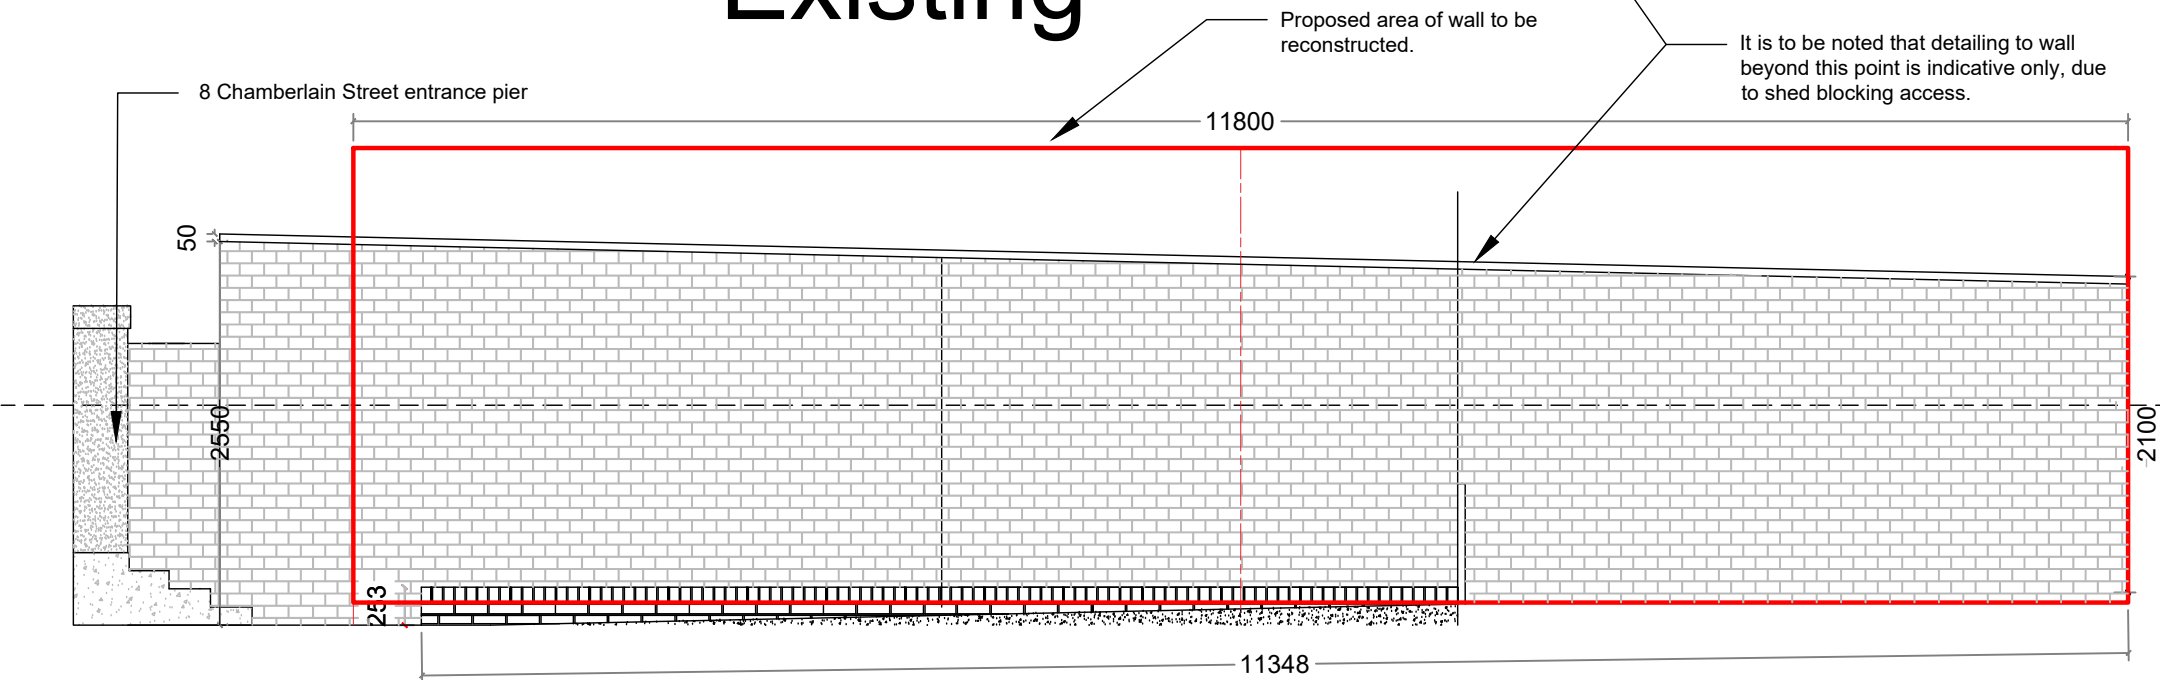 Existing
Proposed area of wall to be
reconstructed.
It is to be noted that detailing to wall
beyond this point is indicative only, due
to shed blocking access.
8 Chamberlain Street entrance pier
11800
50
2550
2100
253
11348